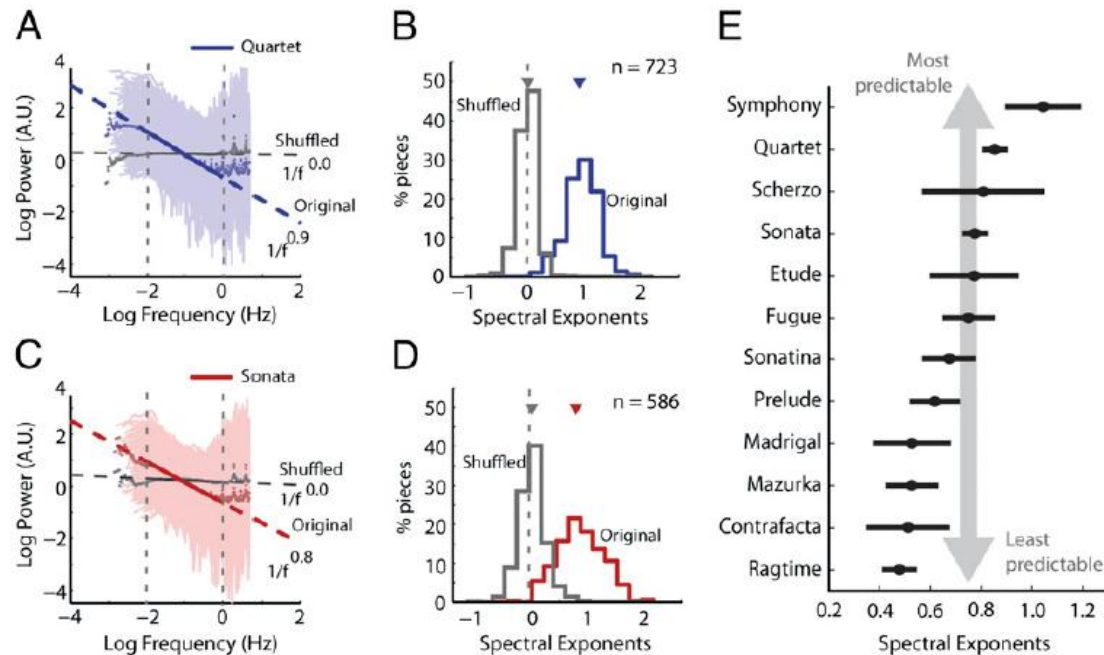 A
Quartet
4
2
0
−2
−4
Log Power (A.U.)
Shuffled
1/f 0.0
Original
1/f 0.9
−4 −2 0 2
Log Frequency (Hz)
B
n = 723
50
40
30
20
10
0
% pieces
Shuffled
Original
−1 0 1 2
Spectral Exponents
C
Sonata
4
2
0
−2
−4
Log Power (A.U.)
Shuffled
1/f 0.0
Original
1/f 0.8
−4 −2 0 2
Log Frequency (Hz)
D
n = 586
50
40
30
20
10
0
% pieces
Shuffled
Original
−1 0 1 2
Spectral Exponents
E
Most
predictable
Symphony
Quartet
Scherzo
Sonata
Etude
Fugue
Sonatina
Prelude
Madrigal
Mazurka
Contrafacta
Ragtime
Least
predictable
0.2 0.4 0.6 0.8 1.0 1.2
Spectral Exponents